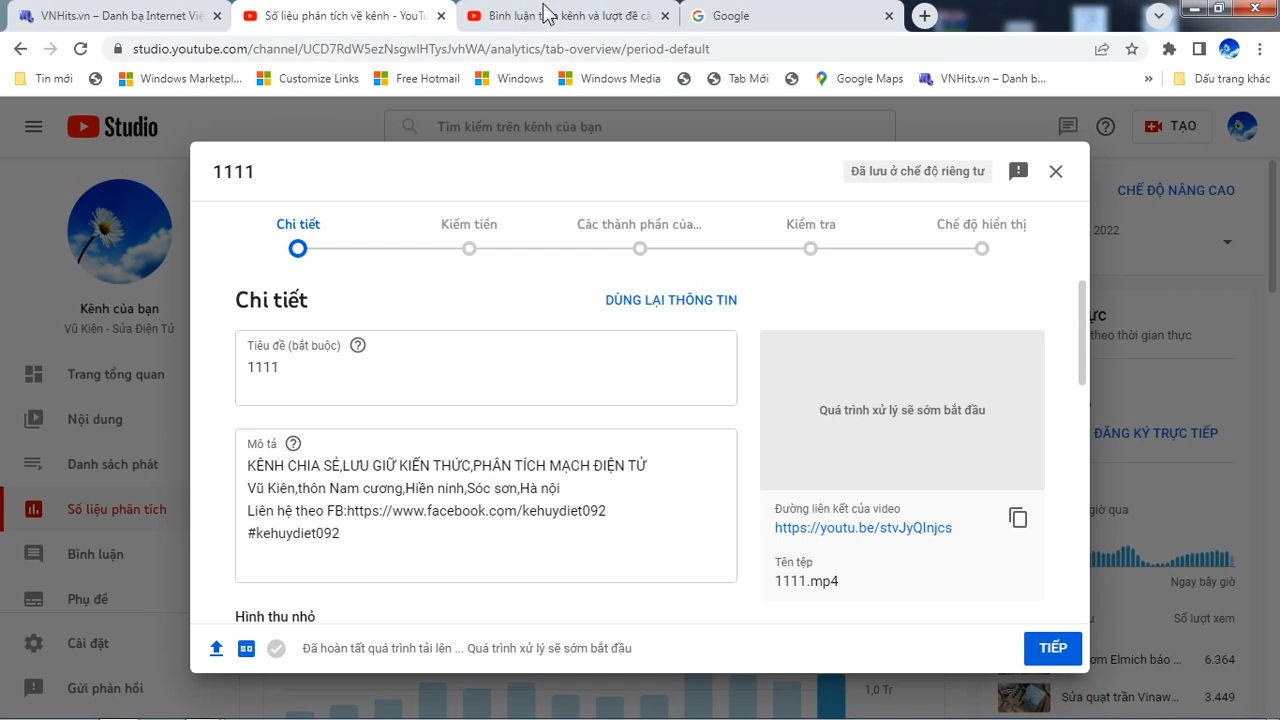 VNHits.vn – Danh bạ Internet Việ
Số liệu phân tích về kênh - YouTu
Bình luận
kênh và lượt đề cậ
Google
studio.youtube.com/channel/UCD7RdW5ezNsgwlHTysJvhWA/analytics/tab-overview/period-default
Tin mới
Windows Marketpl...
Customize Links
Free Hotmail
Windows
Windows Media
Tab Mới
Google Maps
VNHits.vn – Danh b...
»
Dấu trang khác
Studio
Tìm kiếm trên kênh của bạn
TẠO
1111
Đã lưu ở chế độ riêng tư
CHẾ ĐỘ NÂNG CAO
2022
Chi tiết
Kiếm tiền
Các thành phần của...
Kiểm tra
Chế độ hiển thị
Kênh của bạn
Vũ Kiên - Sửa Điện Tử
Trang tổng quan
Nội dung
Danh sách phát
Số liệu phân tích
Bình luận
Phụ đề
Cài đặt
Gửi phản hồi
Chi tiết
DÙNG LẠI THÔNG TIN
Tiêu đề (bắt buộc)
1111
Mô tả
KÊNH CHIA SẺ,LƯU GIỮ KIẾN THỨC,PHÂN TÍCH MẠCH ĐIỆN TỬ
Vũ Kiên,thôn Nam cương,Hiền ninh,Sóc sơn,Hà nội
Liên hệ theo FB:https://www.facebook.com/kehuydiet092
#kehuydiet092
Hình thu nhỏ
Quá trình xử lý sẽ sớm bắt đầu
Đường liên kết của video
https://youtu.be/stvJyQInjcs
Tên tệp
1111.mp4
ực
theo thời gian thực
ĐĂNG KÝ TRỰC TIẾP
giờ qua
Ngay bây giờ
Số lượt xem
ơm Elmich báo ...
6.364
Sửa quạt trần Vinaw...
3.449
Đã hoàn tất quá trình tải lên ... Quá trình xử lý sẽ sớm bắt đầu
TIẾP
1,0 Tr